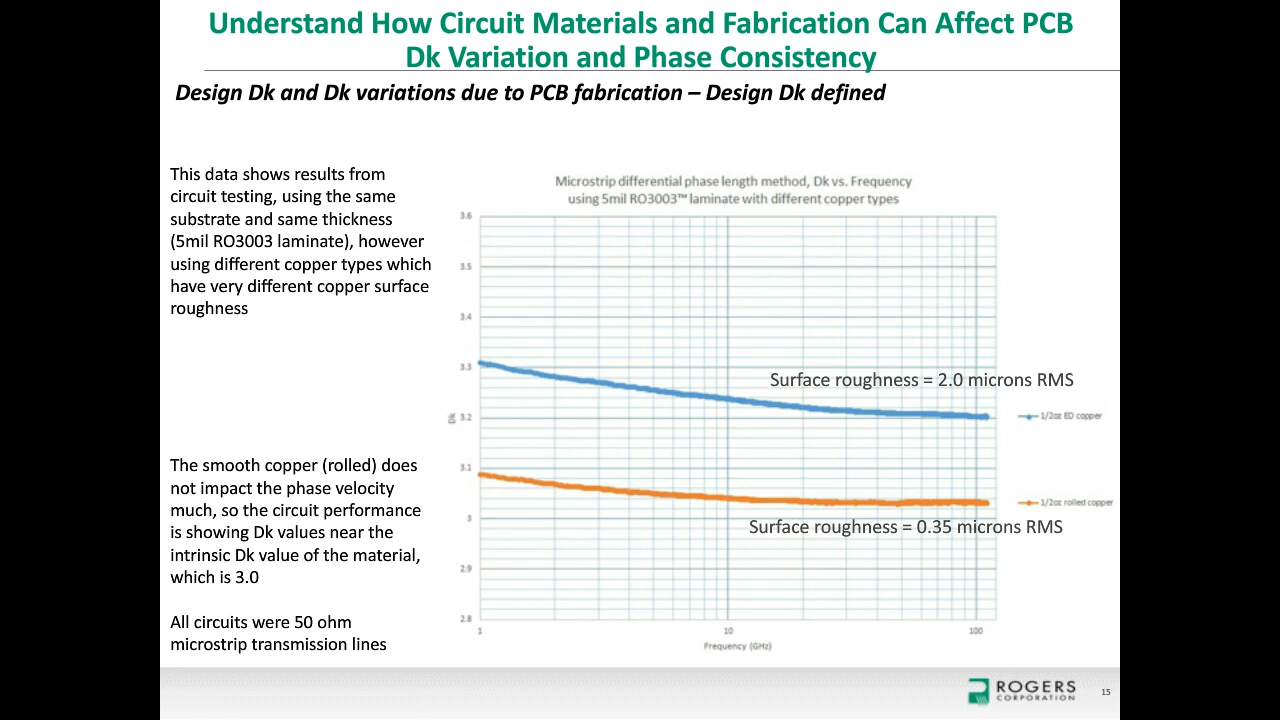 Understand How Circuit Materials and Fabrication Can Affect PCB
Dk Variation and Phase Consistency
Design Dk and Dk variations due to PCB fabrication – Design Dk defined
This data shows results from
circuit testing, using the same
substrate and same thickness
(5mil RO3003 laminate), however
using different copper types which
have very different copper surface
roughness
The smooth copper (rolled) does
not impact the phase velocity
much, so the circuit performance
is showing Dk values near the
intrinsic Dk value of the material,
which is 3.0
All circuits were 50 ohm
microstrip transmission lines
Microstrip differential phase length method, Dk vs. Frequency
using 5mil RO3003™ laminate with different copper types
3.6
3.5
3.4
3.3
3.2
3.1
3
2.9
2.8
Dk
Surface roughness = 2.0 microns RMS
1/2oz ED copper
1/2oz rolled copper
Surface roughness = 0.35 microns RMS
1
10
100
Frequency (GHz)
ROGERS
CORPORATION
15